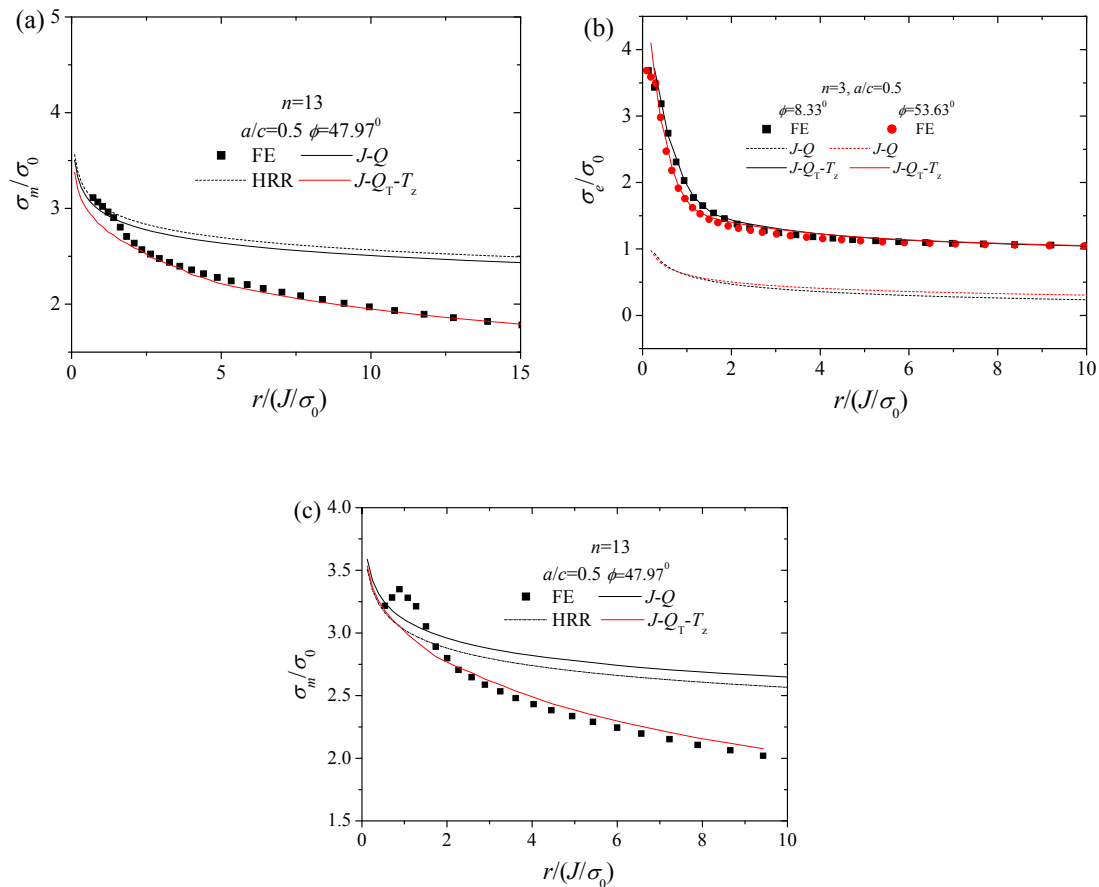 (a)
5
4
3
2
σm/σ0
n=13
a/c=0.5 ϕ=47.97⁰
FE J-Q
HRR J-QT-Tz
0 5 10 15
r/(J/σ0)
(b)
4
3
2
1
0
σe/σ0
n=3, a/c=0.5
ϕ=8.33⁰ ϕ=53.63⁰
FE FE
J-Q J-Q
J-QT-Tz J-QT-Tz
0 2 4 6 8 10
r/(J/σ0)
(c)
4.0
3.5
3.0
2.5
2.0
1.5
σm/σ0
n=13
a/c=0.5 ϕ=47.97⁰
FE J-Q
HRR J-QT-Tz
0 2 4 6 8 10
r/(J/σ0)